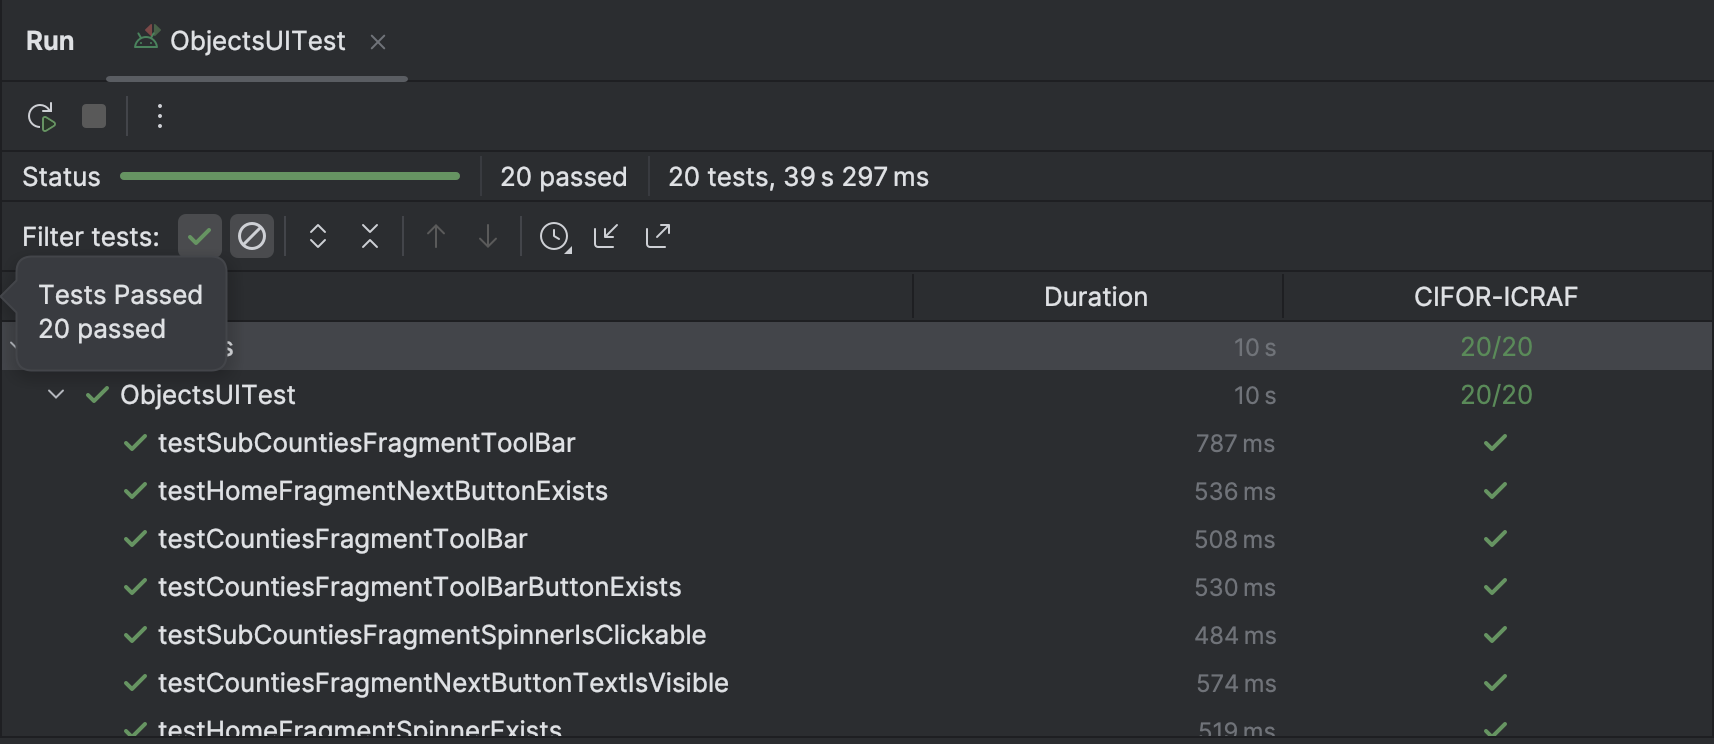 Run ObjectsUITest
Status 20 passed 20 tests, 39 s 297 ms
Filter tests:
Tests Passed
20 passed
Duration CIFOR-ICRAF
s 10 s 20/20
ObjectsUITest 10 s 20/20
testSubCountiesFragmentToolBar 787 ms
testHomeFragmentNextButtonExists 536 ms
testCountiesFragmentToolBar 508 ms
testCountiesFragmentToolBarButtonExists 530 ms
testSubCountiesFragmentSpinnerIsClickable 484 ms
testCountiesFragmentNextButtonTextIsVisible 574 ms
testHomeFragmentSpinnerExists 519 ms